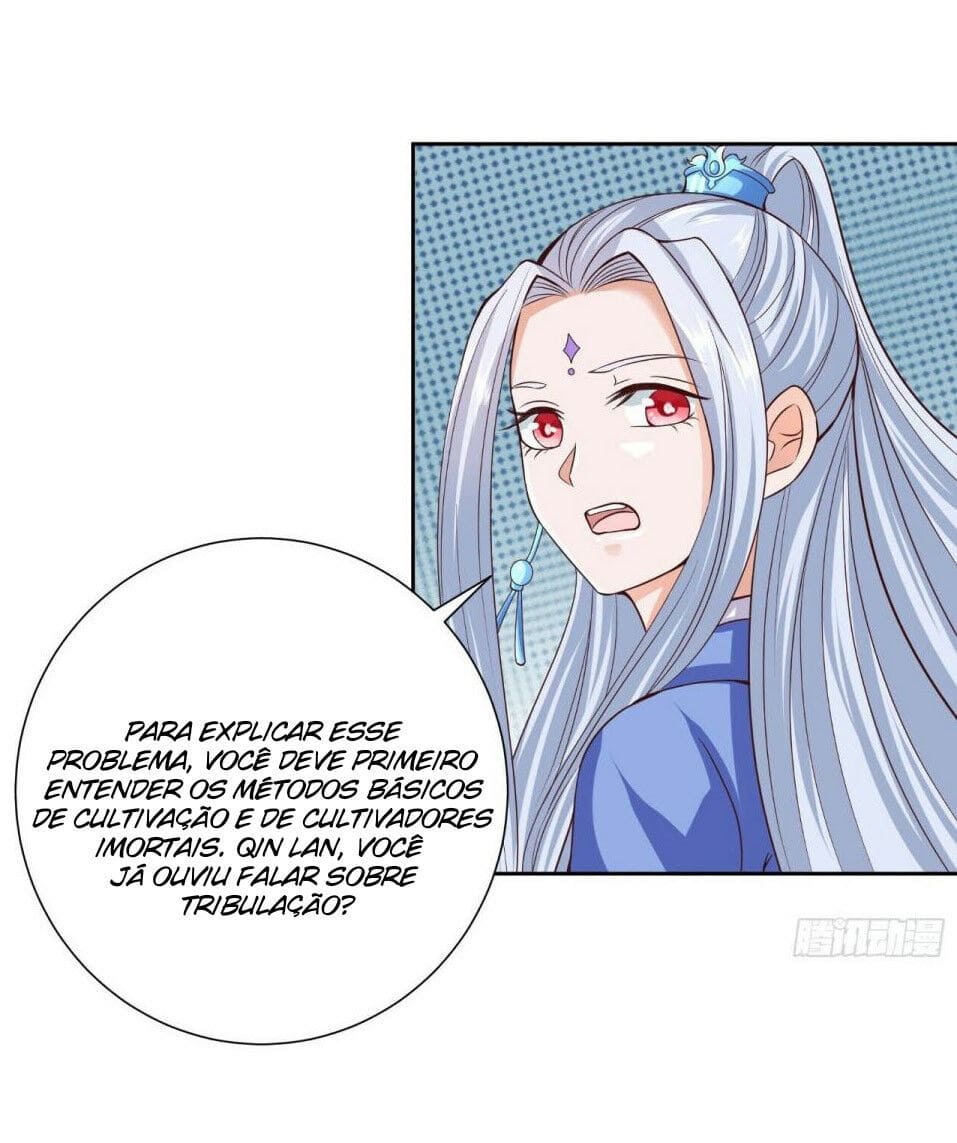 PARA EXPLICAR ESSE
PROBLEMA, VOCÊ DEVE PRIMEIRO
ENTENDER OS MÉTODOS BÁSICOS
DE CULTIVAÇÃO E DE CULTIVADORES
IMORTAIS. QIN LAN, VOCÊ
JÁ OUVIU FALAR SOBRE
TRIBULAÇÃO?
腾讯动漫